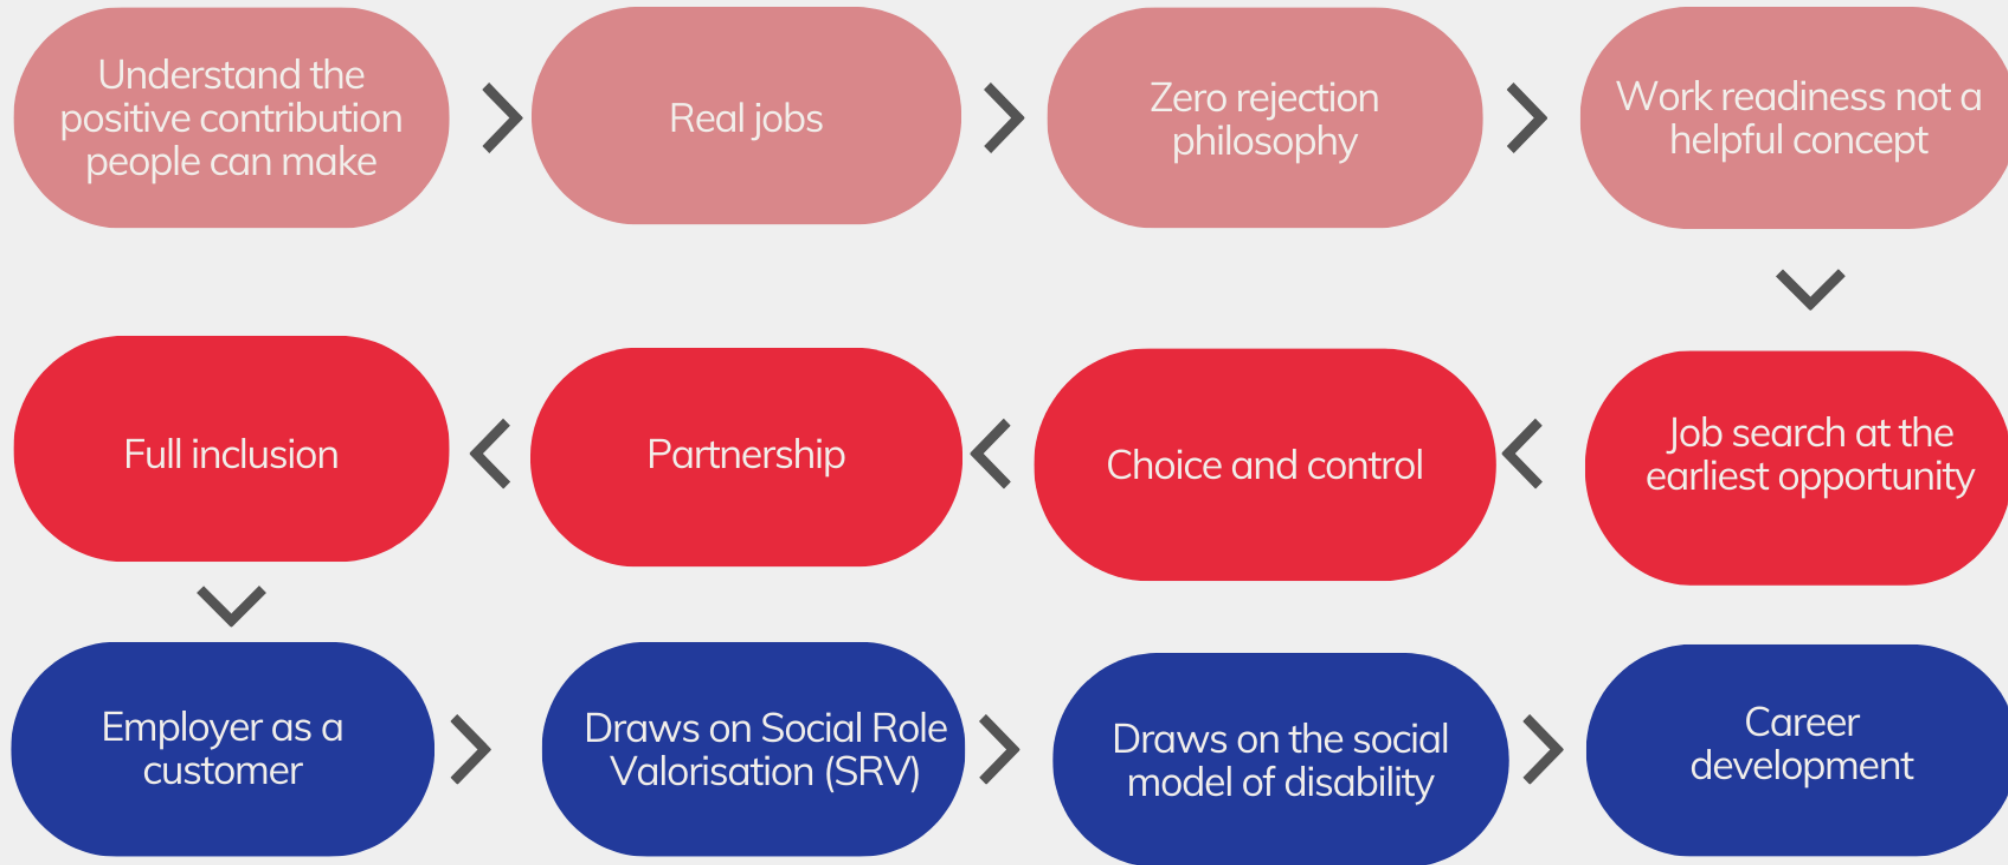 Understand the
positive contribution
people can make
Real jobs
Zero rejection
philosophy
Work readiness not a
helpful concept
Job search at the
earliest opportunity
Choice and control
Partnership
Full inclusion
Employer as a
customer
Draws on Social Role
Valorisation (SRV)
Draws on the social
model of disability
Career
development